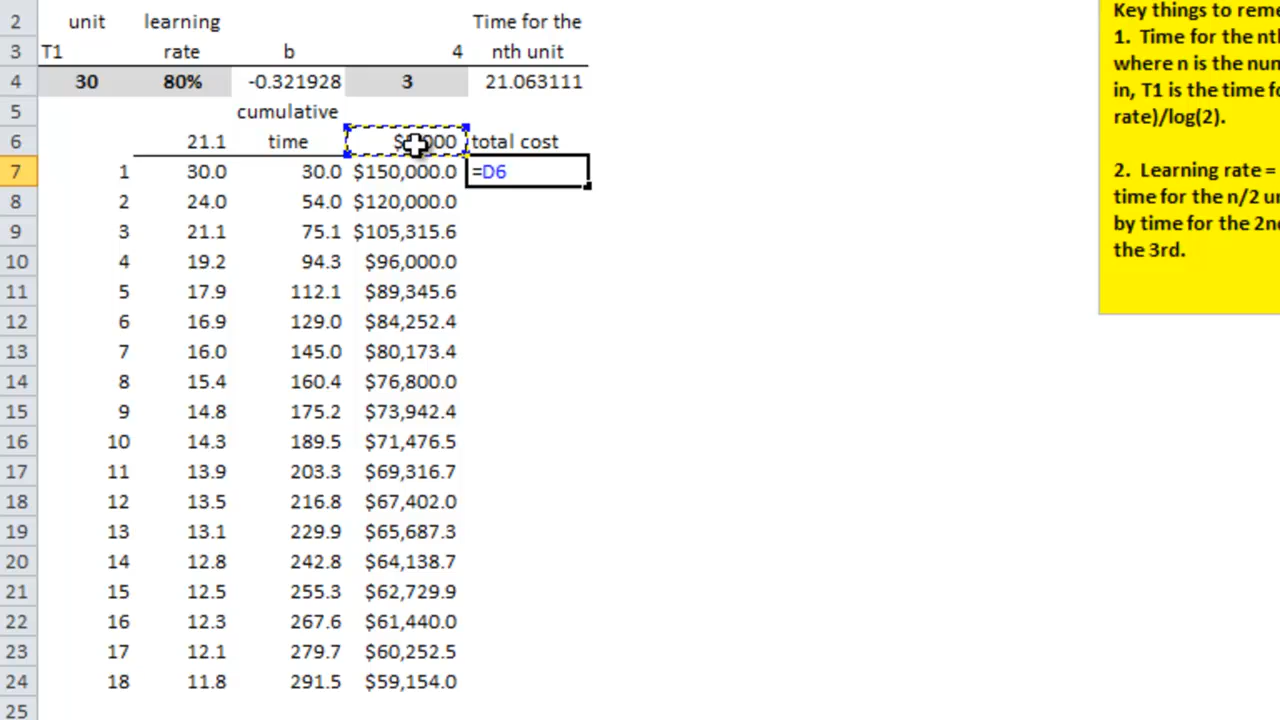 2 unit learning Time for the
3 T1 rate b 4 nth unit
4 30 80% -0.321928 3 21.063111
5 cumulative
6 21.1 time total cost
7 1 30.0 30.0 $150,000.0 =D6
8 2 24.0 54.0 $120,000.0
9 3 21.1 75.1 $105,315.6
10 4 19.2 94.3 $96,000.0
11 5 17.9 112.1 $89,345.6
12 6 16.9 129.0 $84,252.4
13 7 16.0 145.0 $80,173.4
14 8 15.4 160.4 $76,800.0
15 9 14.8 175.2 $73,942.4
16 10 14.3 189.5 $71,476.5
17 11 13.9 203.3 $69,316.7
18 12 13.5 216.8 $67,402.0
19 13 13.1 229.9 $65,687.3
20 14 12.8 242.8 $64,138.7
21 15 12.5 255.3 $62,729.9
22 16 12.3 267.6 $61,440.0
23 17 12.1 279.7 $60,252.5
24 18 11.8 291.5 $59,154.0
25
Key things to reme
1. Time for the nth
where n is the num
in, T1 is the time fo
rate)/log(2).
2. Learning rate =
time for the n/2 un
by time for the 2nd
the 3rd.